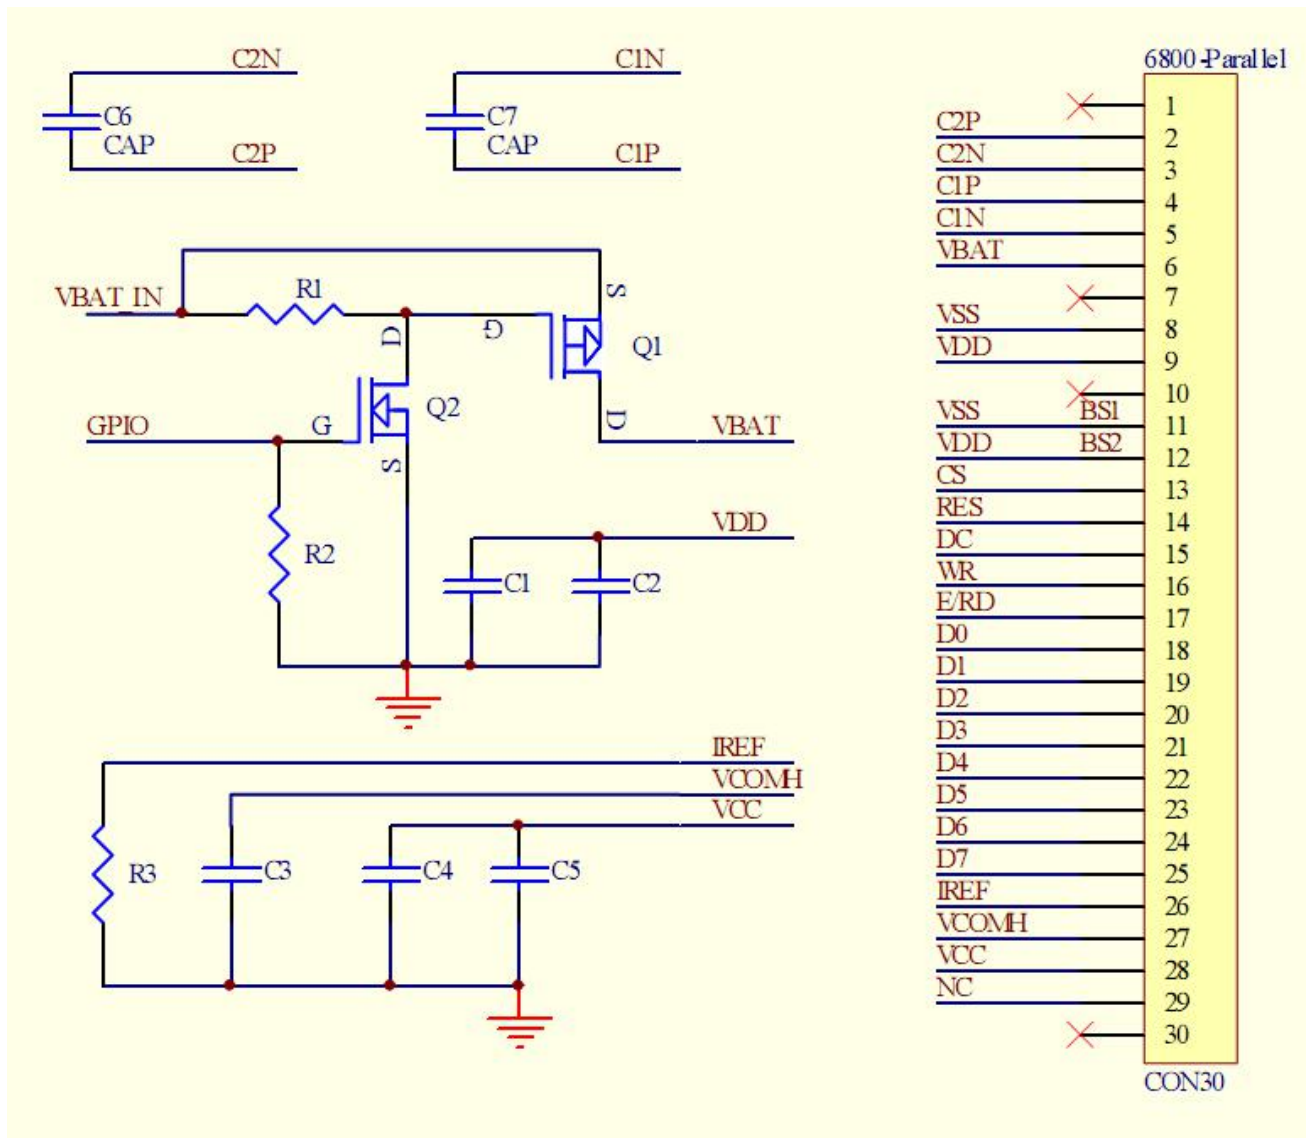 C2N
C6
CAP
C2P
C1N
C7
CAP
C1P
VBAT_IN
R1
D
G
S
Q1
D
VBAT
GPIO
G
Q2
S
R2
VDD
C1
C2
IREF
VCOMH
VCC
R3
C3
C4
C5
6800-Parallel
1
C2P 2
C2N 3
C1P 4
C1N 5
VBAT 6
7
VSS 8
VDD 9
10
VSS BS1 11
VDD BS2 12
CS 13
RES 14
DC 15
WR 16
E/RD 17
D0 18
D1 19
D2 20
D3 21
D4 22
D5 23
D6 24
D7 25
IREF 26
VCOMH 27
VCC 28
NC 29
30
CON30